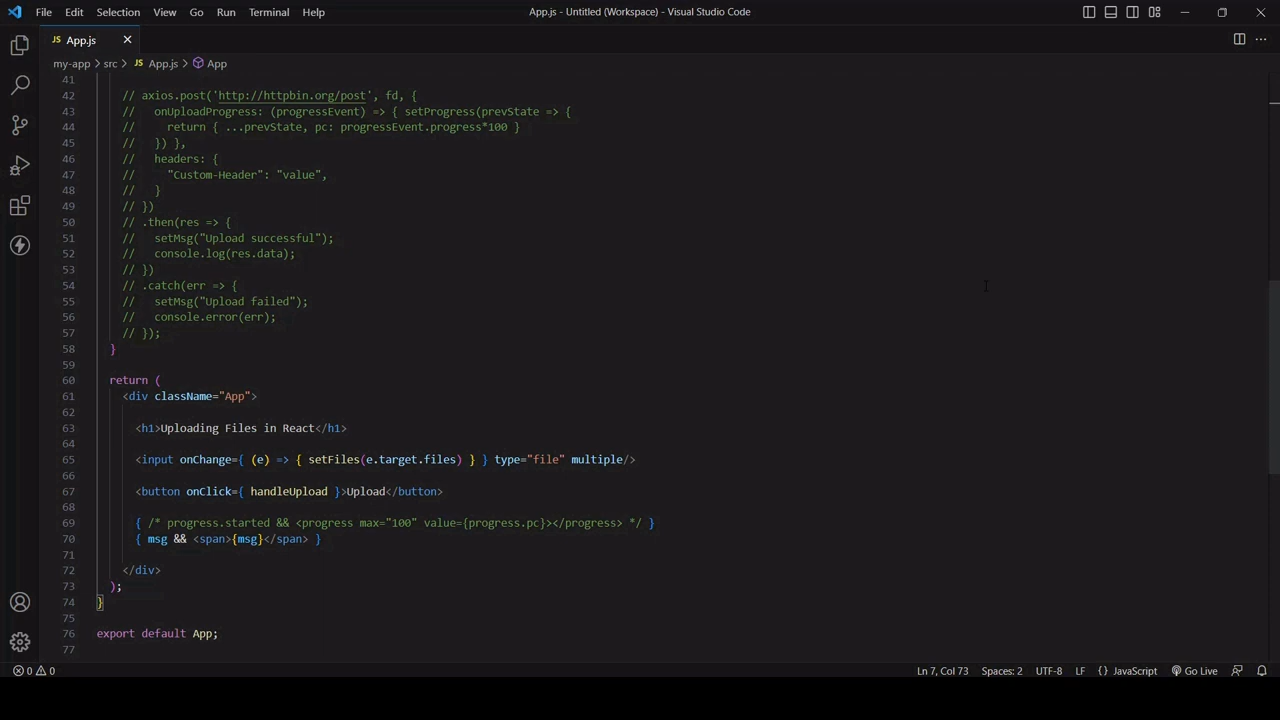 File Edit Selection View Go Run Terminal Help
App.js - Untitled (Workspace) - Visual Studio Code
JS App.js
my-app > src > JS App.js > App
41
42 // axios.post('http://httpbin.org/post', fd, {
43 //   onUploadProgress: (progressEvent) => { setProgress(prevState => {
44 //     return { ...prevState, pc: progressEvent.progress*100 }
45 //   }) },
46 //   headers: {
47 //     "Custom-Header": "value",
48 //   }
49 // })
50 // .then(res => {
51 //   setMsg("Upload successful");
52 //   console.log(res.data);
53 // })
54 // .catch(err => {
55 //   setMsg("Upload failed");
56 //   console.error(err);
57 // });
58 }
59
60 return (
61 <div className="App">
62
63 <h1>Uploading Files in React</h1>
64
65 <input onChange={ (e) => { setFiles(e.target.files) } } type="file" multiple/>
66
67 <button onClick={ handleUpload }>Upload</button>
68
69 { /* progress.started && <progress max="100" value={progress.pc}></progress> */ }
70 { msg && <span>{msg}</span> }
71
72 </div>
73 );
74 }
75
76 export default App;
77
0 0
Ln 7, Col 73 Spaces: 2 UTF-8 LF {} JavaScript Go Live